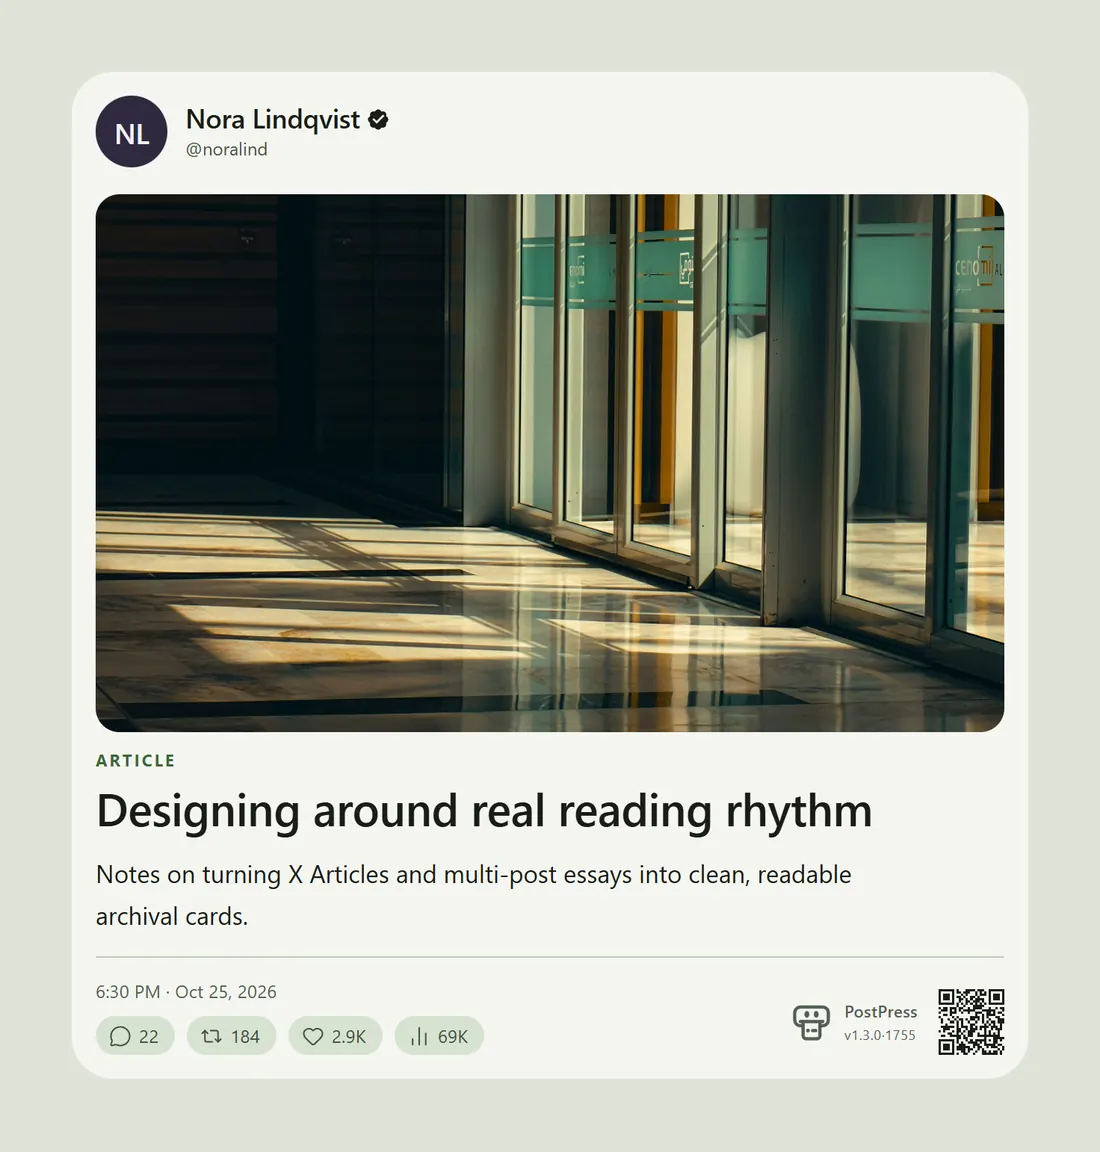 NL
Nora Lindqvist
@noralind
cenomi
ARTICLE
Designing around real reading rhythm
Notes on turning X Articles and multi-post essays into clean, readable
archival cards.
6:30 PM · Oct 25, 2026
22 184 2.9K 69K
PostPress
v1.3.0·1755